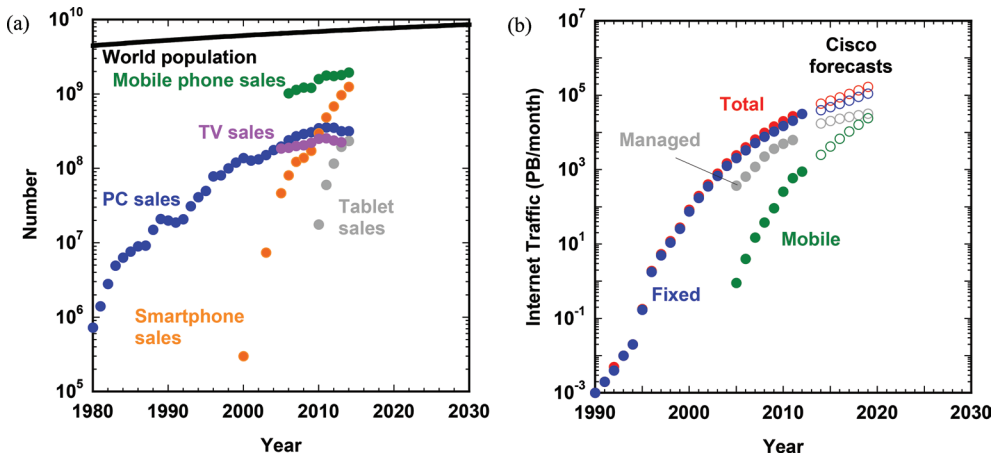 (a)
10^10
10^9
10^8
10^7
10^6
10^5
Number
World population
Mobile phone sales
TV sales
PC sales
Tablet
sales
Smartphone
sales
1980 1990 2000 2010 2020 2030
Year
(b)
10^7
10^5
10^3
10^1
10^-1
10^-3
Internet Traffic (PB/month)
Cisco
forecasts
Total
Managed
Mobile
Fixed
1990 2000 2010 2020 2030
Year